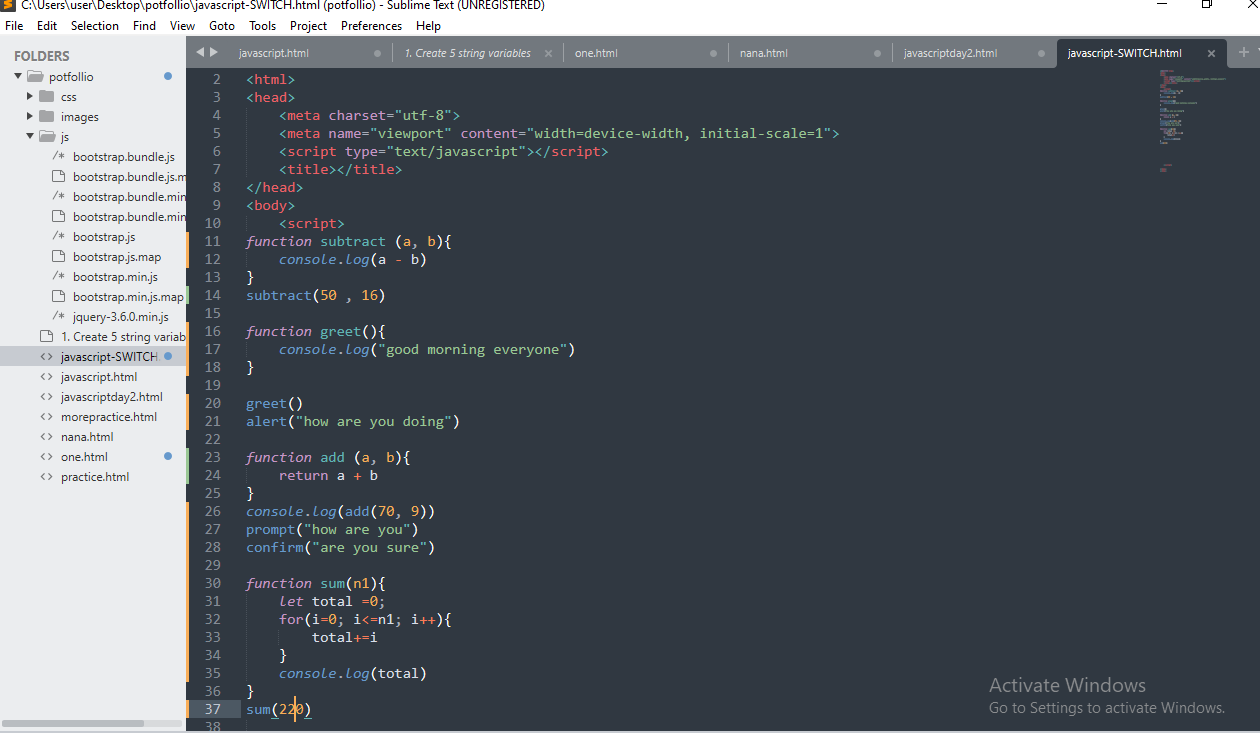 C:\Users\user\Desktop\potfollio\javascript-SWITCH.html (potfollio) - Sublime Text (UNREGISTERED)
File Edit Selection Find View Goto Tools Project Preferences Help
FOLDERS
potfollio
css
images
js
/* bootstrap.bundle.js
bootstrap.bundle.js.m
/* bootstrap.bundle.min
bootstrap.bundle.min
/* bootstrap.js
bootstrap.js.map
/* bootstrap.min.js
bootstrap.min.js.map
/* jquery-3.6.0.min.js
1. Create 5 string variab
<> javascript-SWITCH
<> javascript.html
<> javascriptday2.html
<> morepractice.html
<> nana.html
<> one.html
<> practice.html
javascript.html 1. Create 5 string variables × one.html nana.html javascriptday2.html javascript-SWITCH.html × +
2 <html>
3 <head>
4 <meta charset="utf-8">
5 <meta name="viewport" content="width=device-width, initial-scale=1">
6 <script type="text/javascript"></script>
7 <title></title>
8 </head>
9 <body>
10 <script>
11 function subtract (a, b){
12 console.log(a - b)
13 }
14 subtract(50 , 16)
15
16 function greet(){
17 console.log("good morning everyone")
18 }
19
20 greet()
21 alert("how are you doing")
22
23 function add (a, b){
24 return a + b
25 }
26 console.log(add(70, 9))
27 prompt("how are you")
28 confirm("are you sure")
29
30 function sum(n1){
31 let total =0;
32 for(i=0; i<=n1; i++){
33 total+=i
34 }
35 console.log(total)
36 }
37 sum(220)
38
Activate Windows
Go to Settings to activate Windows.